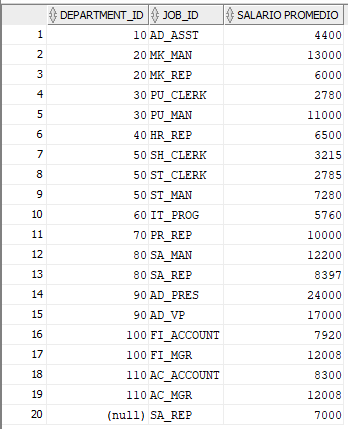 DEPARTMENT_ID JOB_ID SALARIO PROMEDIO
1 10 AD_ASST 4400
2 20 MK_MAN 13000
3 20 MK_REP 6000
4 30 PU_CLERK 2780
5 30 PU_MAN 11000
6 40 HR_REP 6500
7 50 SH_CLERK 3215
8 50 ST_CLERK 2785
9 50 ST_MAN 7280
10 60 IT_PROG 5760
11 70 PR_REP 10000
12 80 SA_MAN 12200
13 80 SA_REP 8397
14 90 AD_PRES 24000
15 90 AD_VP 17000
16 100 FI_ACCOUNT 7920
17 100 FI_MGR 12008
18 110 AC_ACCOUNT 8300
19 110 AC_MGR 12008
20 (null) SA_REP 7000